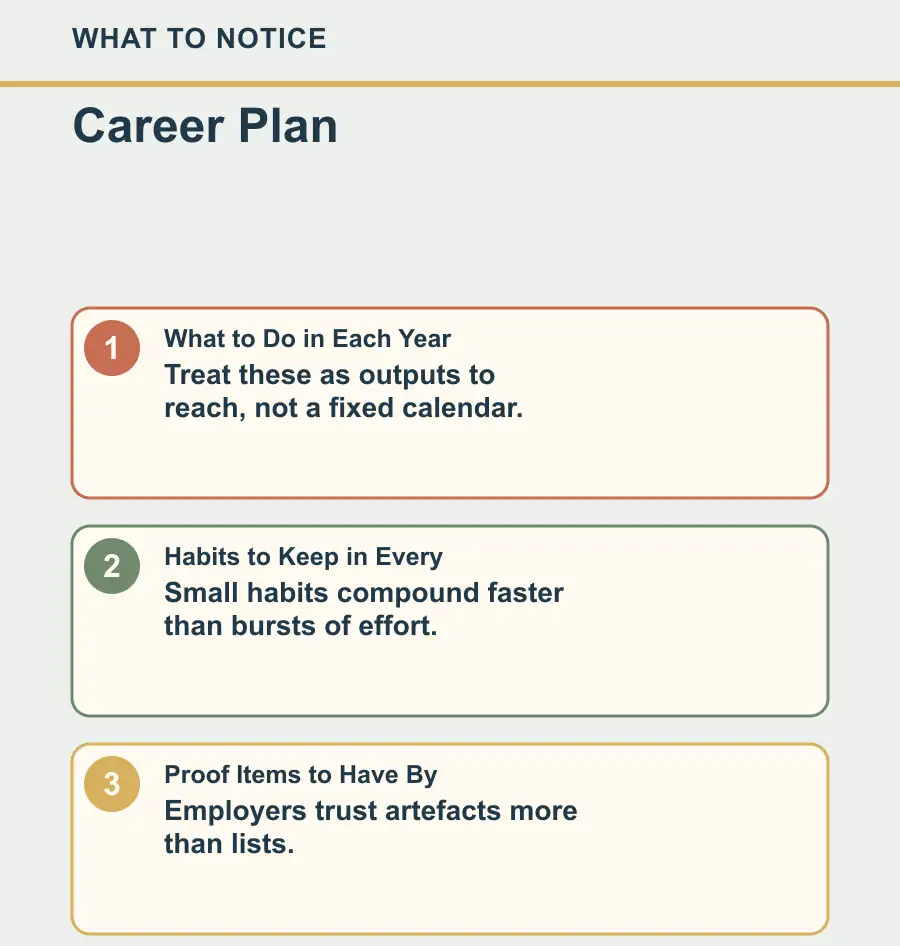 WHAT TO NOTICE
Career Plan
1
What to Do in Each Year
Treat these as outputs to
reach, not a fixed calendar.
2
Habits to Keep in Every
Small habits compound faster
than bursts of effort.
3
Proof Items to Have By
Employers trust artefacts more
than lists.